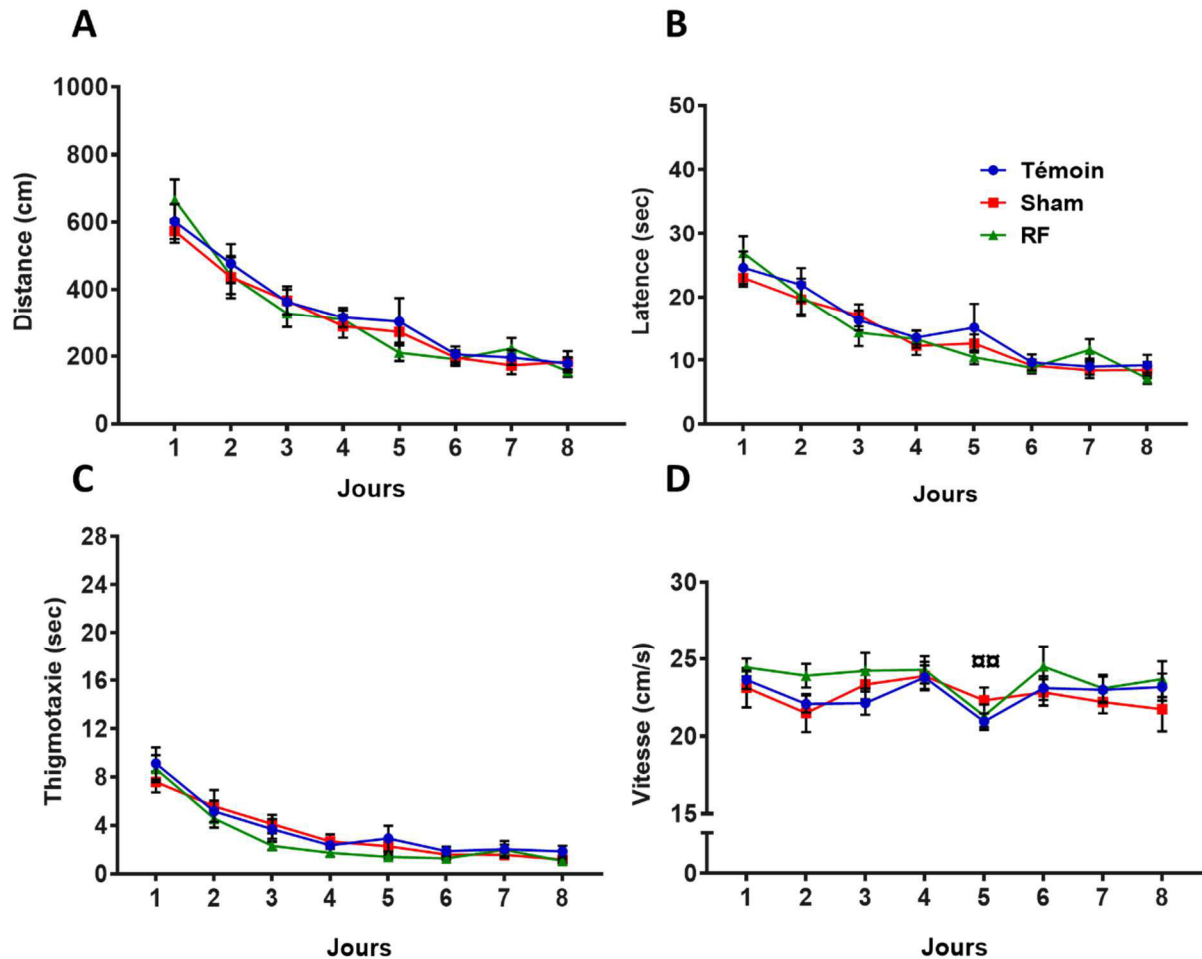 A
Distance (cm)
1000
800
600
400
200
0
1 2 3 4 5 6 7 8
Jours
B
Latence (sec)
50
40
30
20
10
0
Témoin
Sham
RF
1 2 3 4 5 6 7 8
Jours
C
Thigmotaxie (sec)
28
24
20
16
12
8
4
0
1 2 3 4 5 6 7 8
Jours
D
Vitesse (cm/s)
30
25
20
15
0
¤¤
1 2 3 4 5 6 7 8
Jours